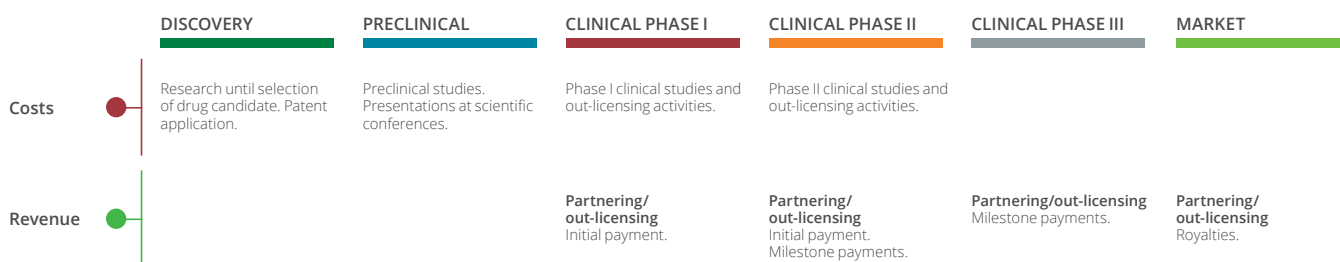 DISCOVERY
PRECLINICAL
CLINICAL PHASE I
CLINICAL PHASE II
CLINICAL PHASE III
MARKET
Costs
Research until selection
of drug candidate. Patent
application.
Preclinical studies.
Presentations at scientific
conferences.
Phase I clinical studies and
out-licensing activities.
Phase II clinical studies and
out-licensing activities.
Revenue
Partnering/
out-licensing
Initial payment.
Partnering/
out-licensing
Initial payment.
Milestone payments.
Partnering/out-licensing
Milestone payments.
Partnering/
out-licensing
Royalties.